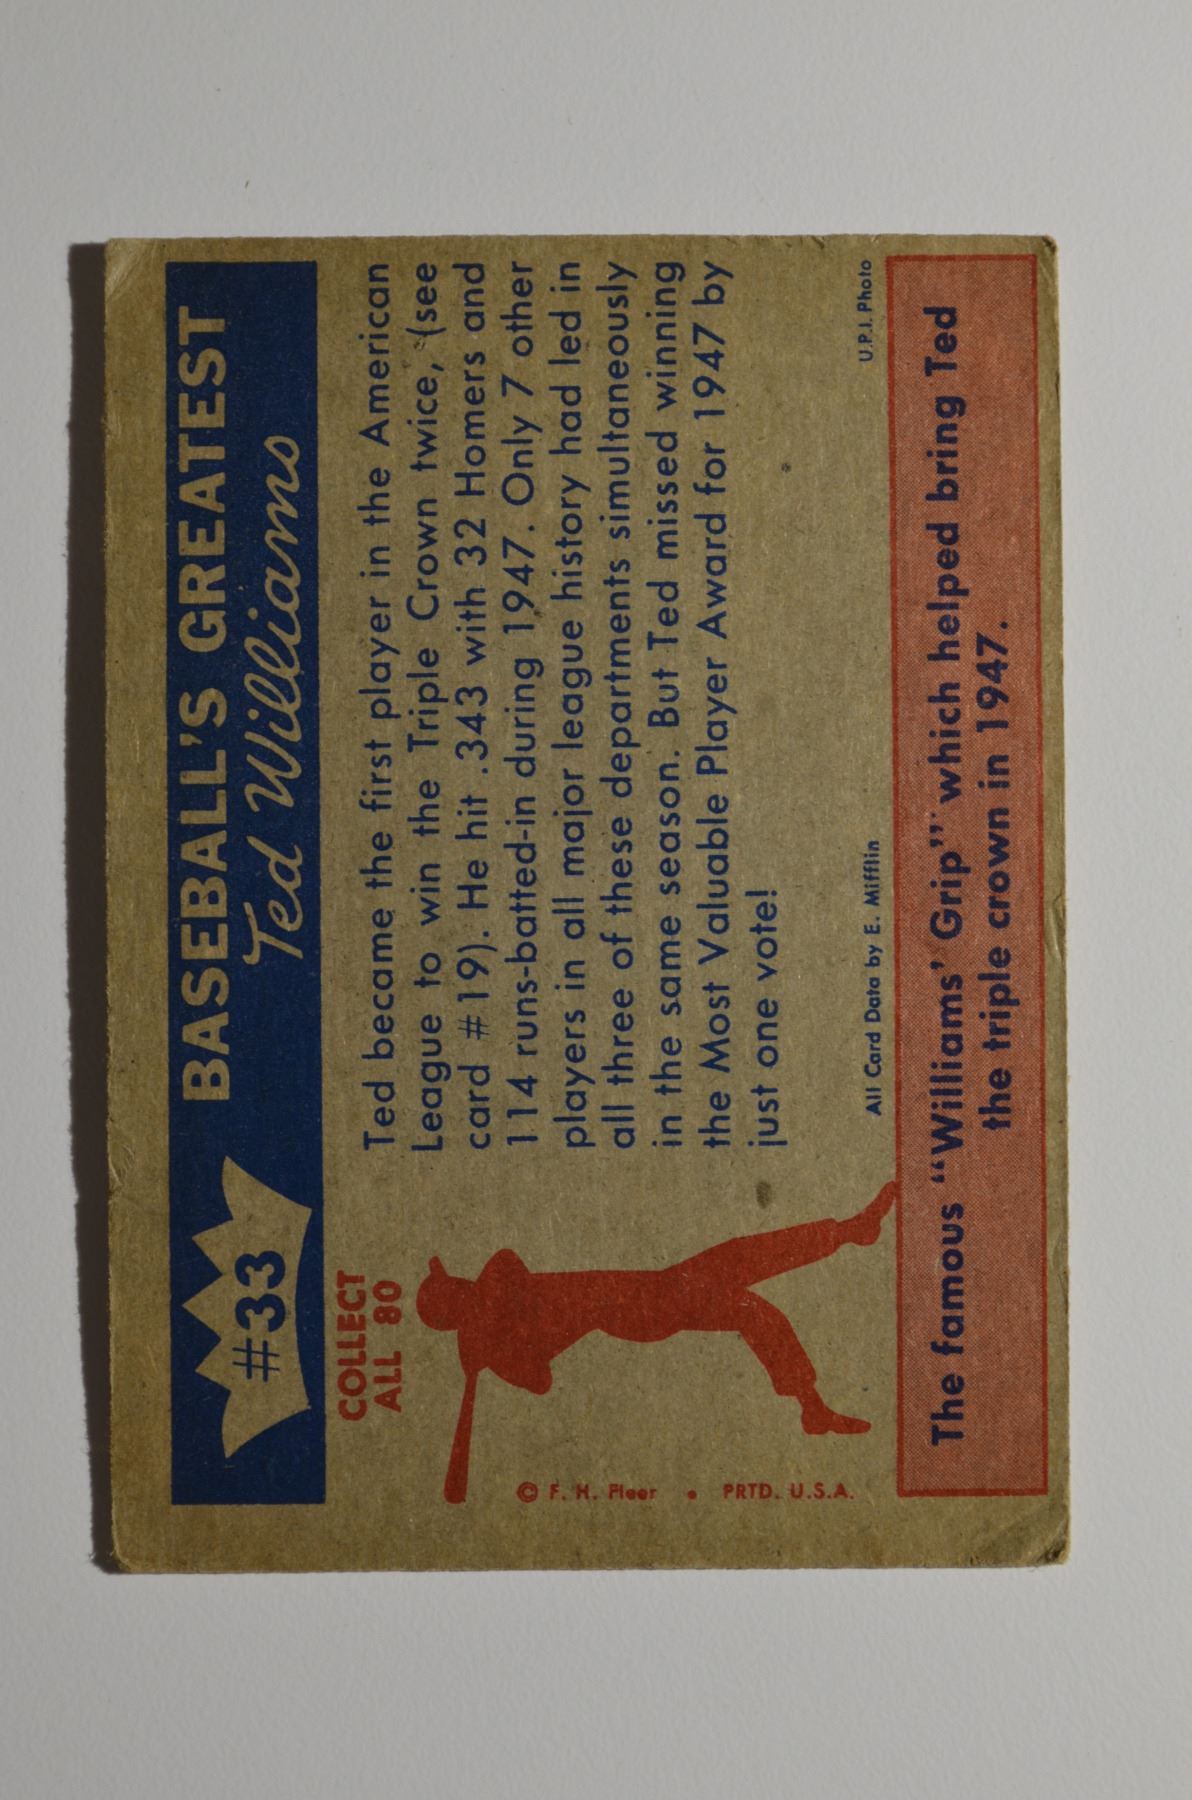 #33
BASEBALL'S GREATEST
Ted Williams
COLLECT
ALL 80
Ted became the first player in the American
League to win the Triple Crown twice, (see
card #19). He hit .343 with 32 Homers and
114 runs-batted-in during 1947. Only 7 other
players in all major league history had led in
all three of these departments simultaneously
in the same season. But Ted missed winning
the Most Valuable Player Award for 1947 by
just one vote!
© F. H. Fleer • PRTD. U.S.A.
All Card Data by E. Mifflin
U.P.I. Photo
The famous "Williams' Grip" which helped bring Ted
the triple crown in 1947.